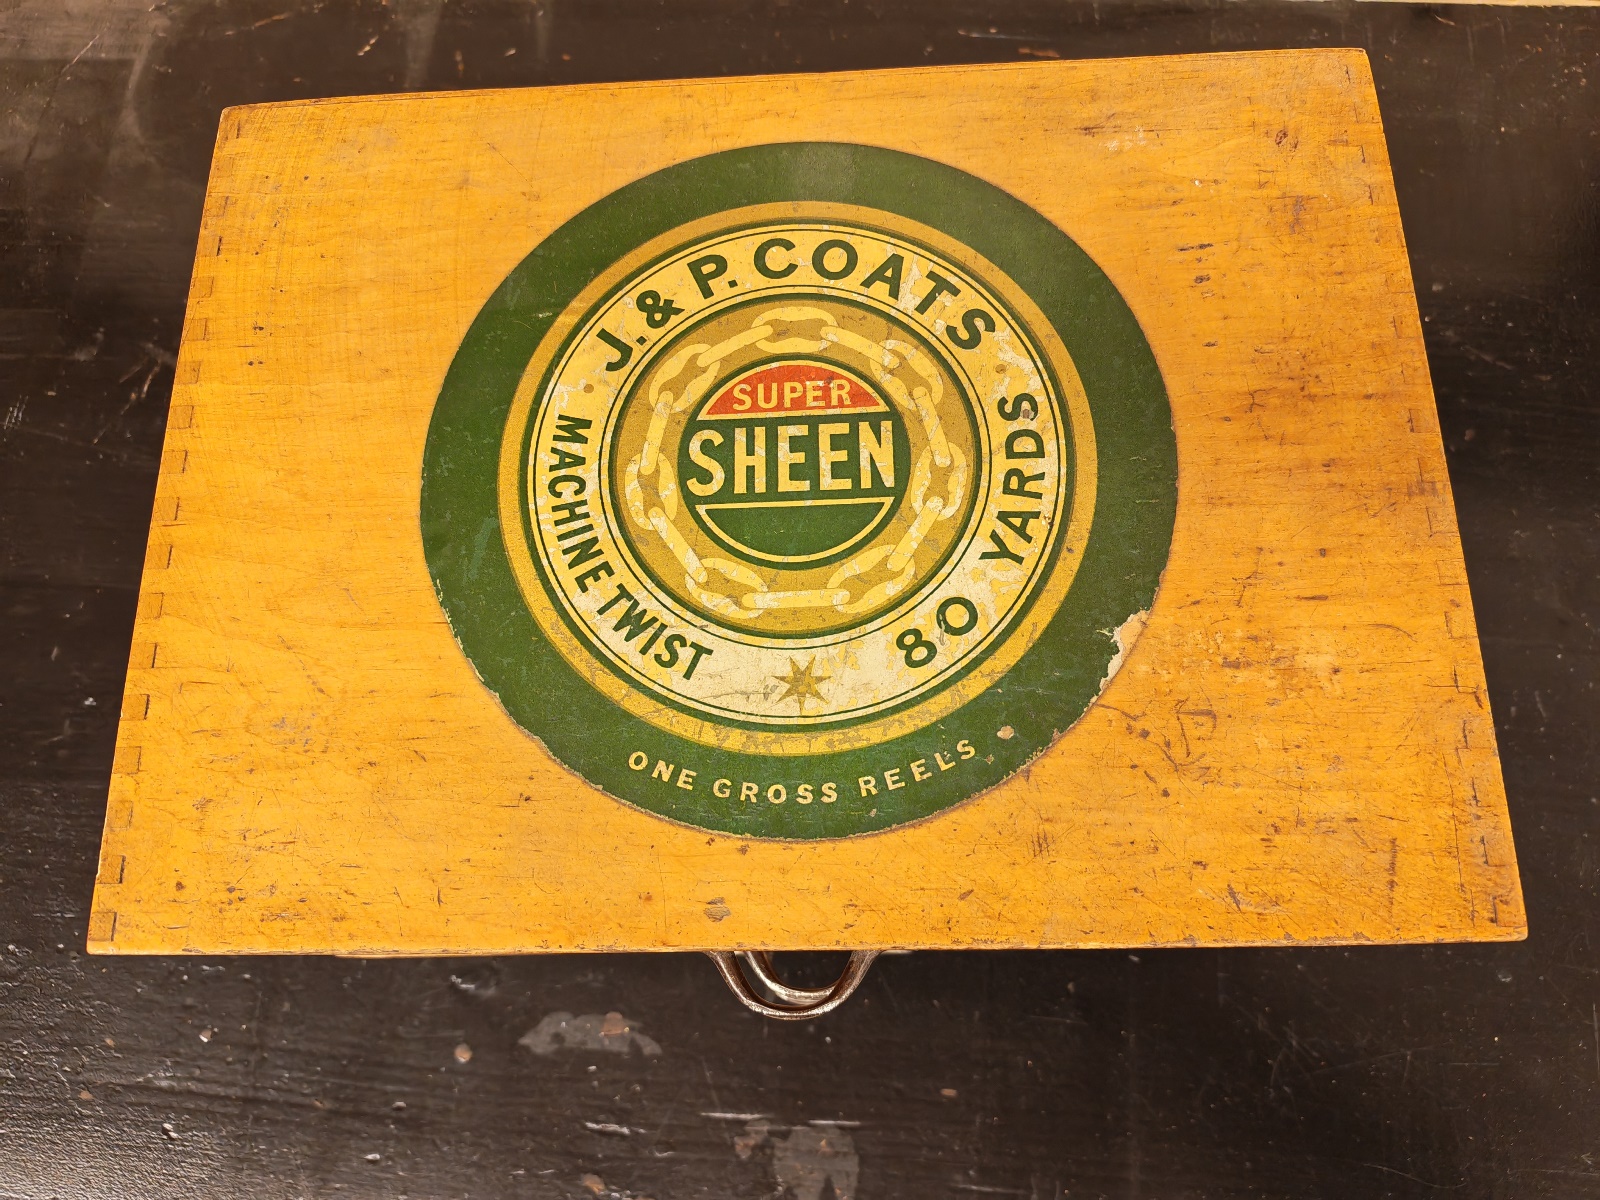 J. & P. COATS
SUPER
SHEEN
MACHINE TWIST
80 YARDS
ONE GROSS REELS